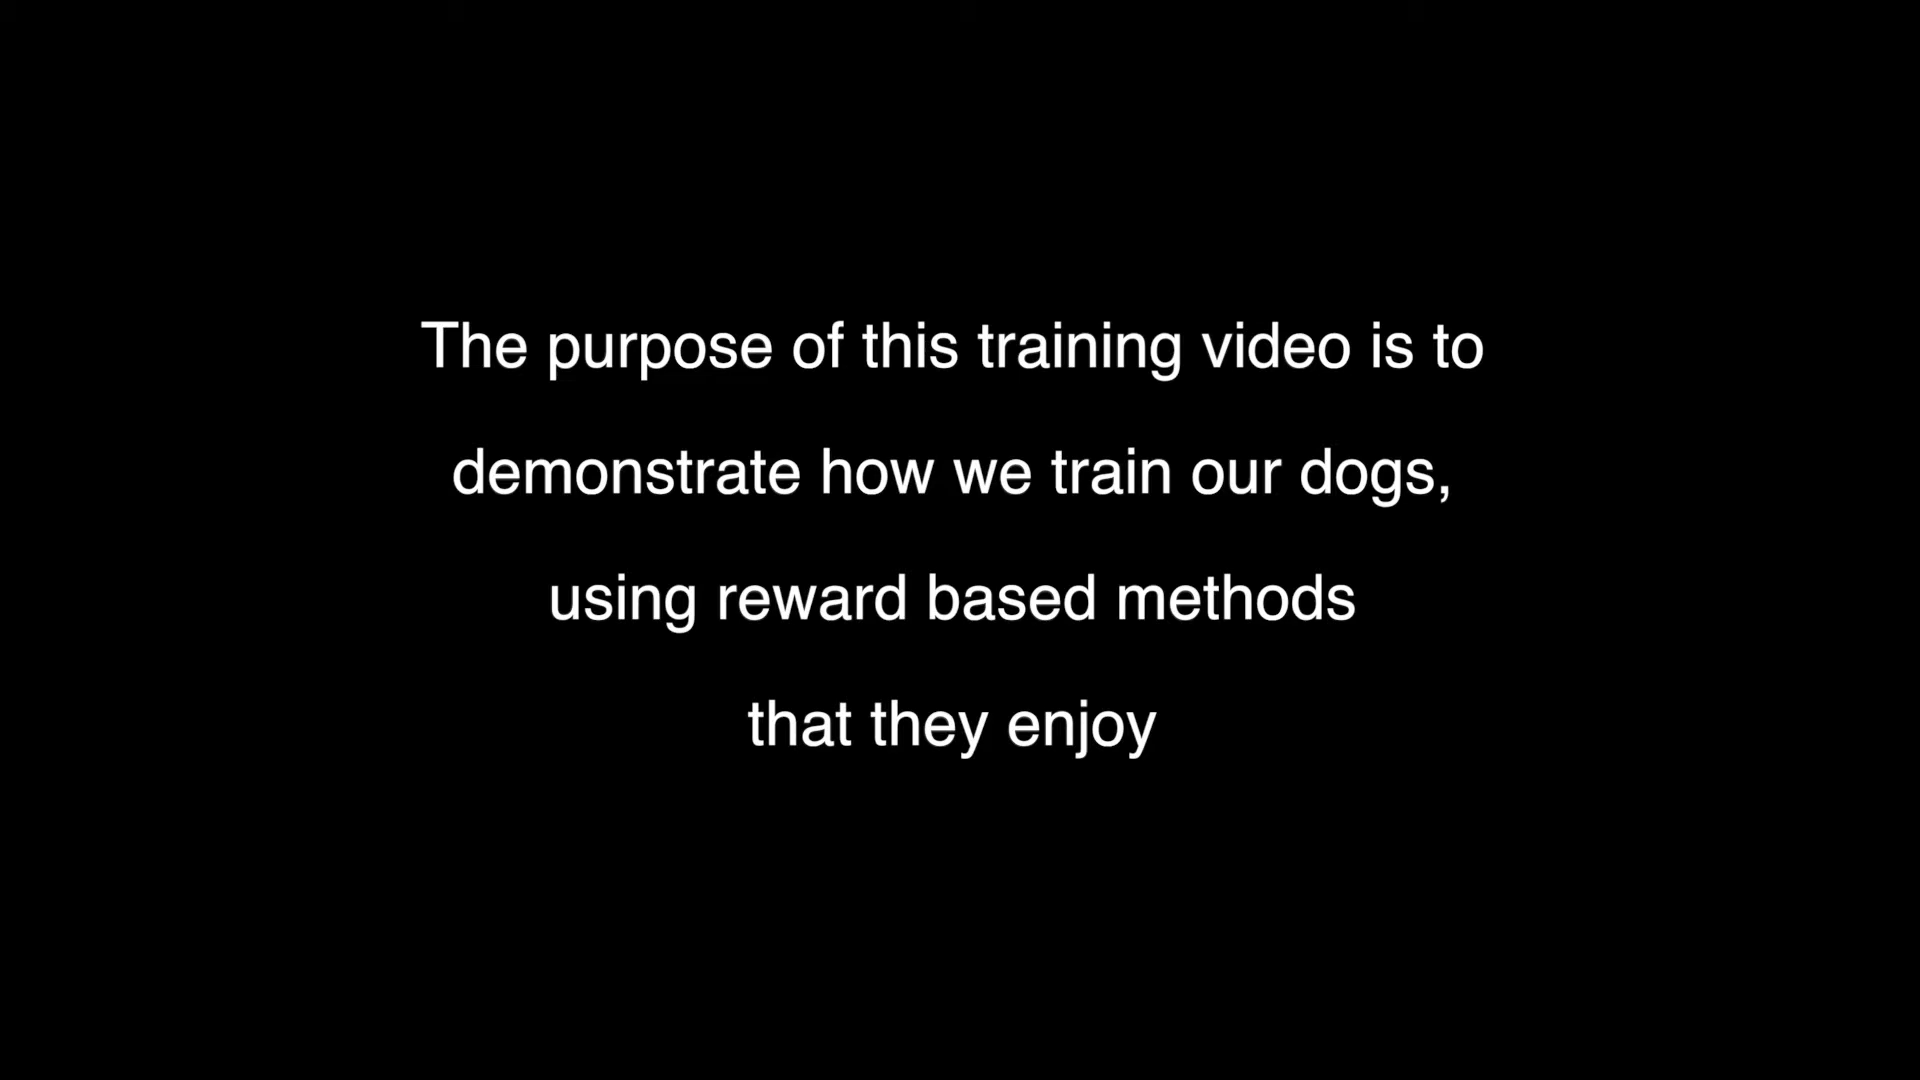 The purpose of this training video is to
demonstrate how we train our dogs,
using reward based methods
that they enjoy